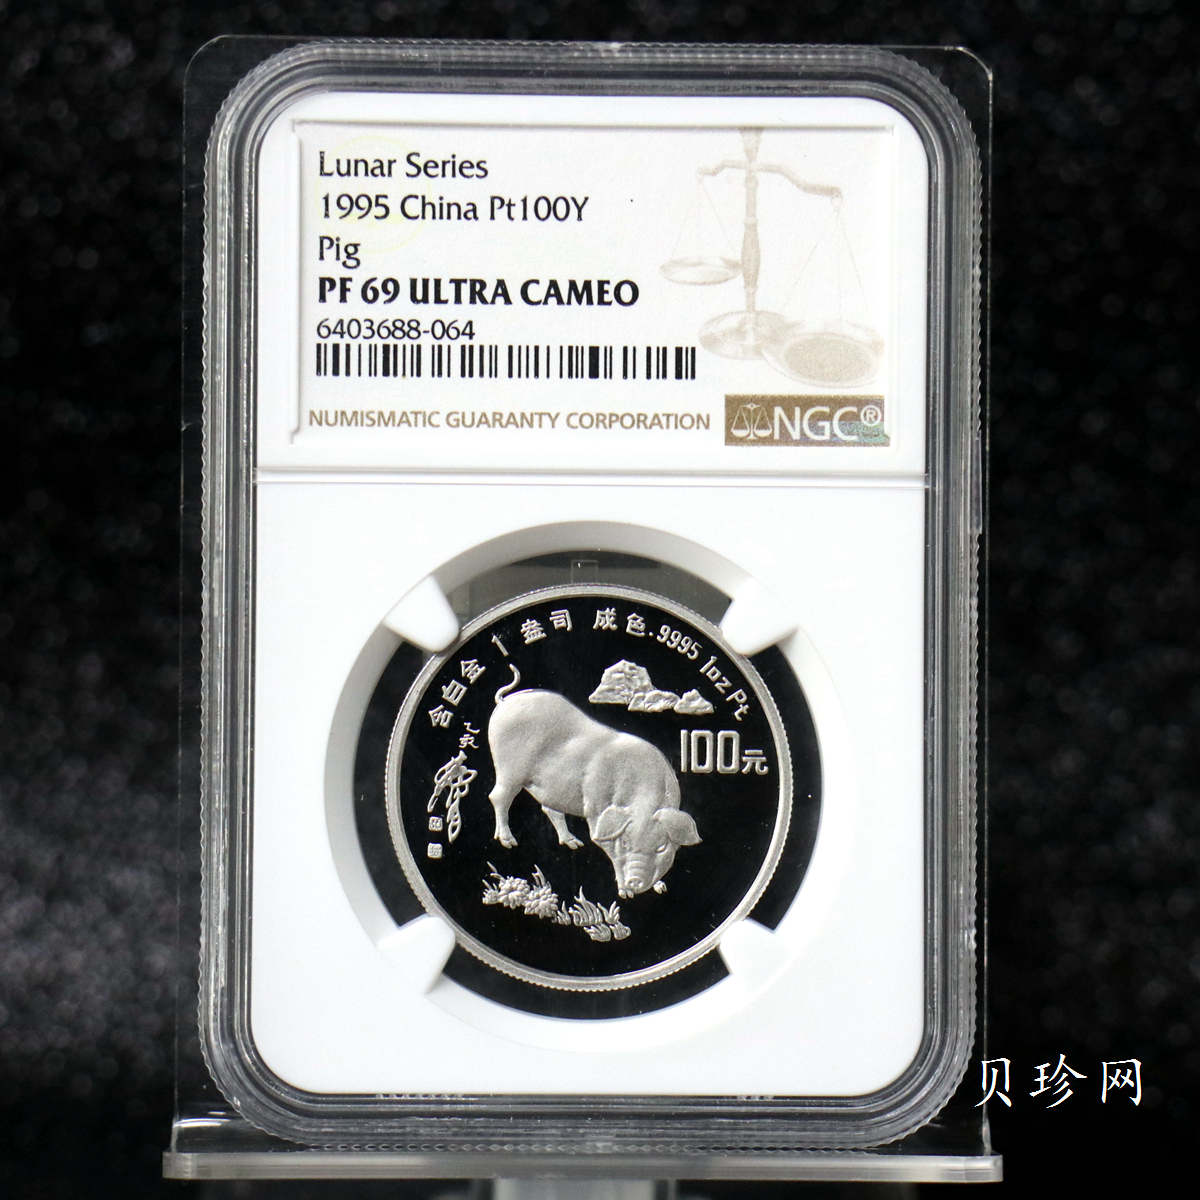 Lunar Series
1995 China Pt100Y
Pig
PF 69 ULTRA CAMEO
6403688-064
NUMISMATIC GUARANTY CORPORATION
NGC®
含白金 1 盎司 成色.9995 1oz Pt
100元
乙亥
贝珍网